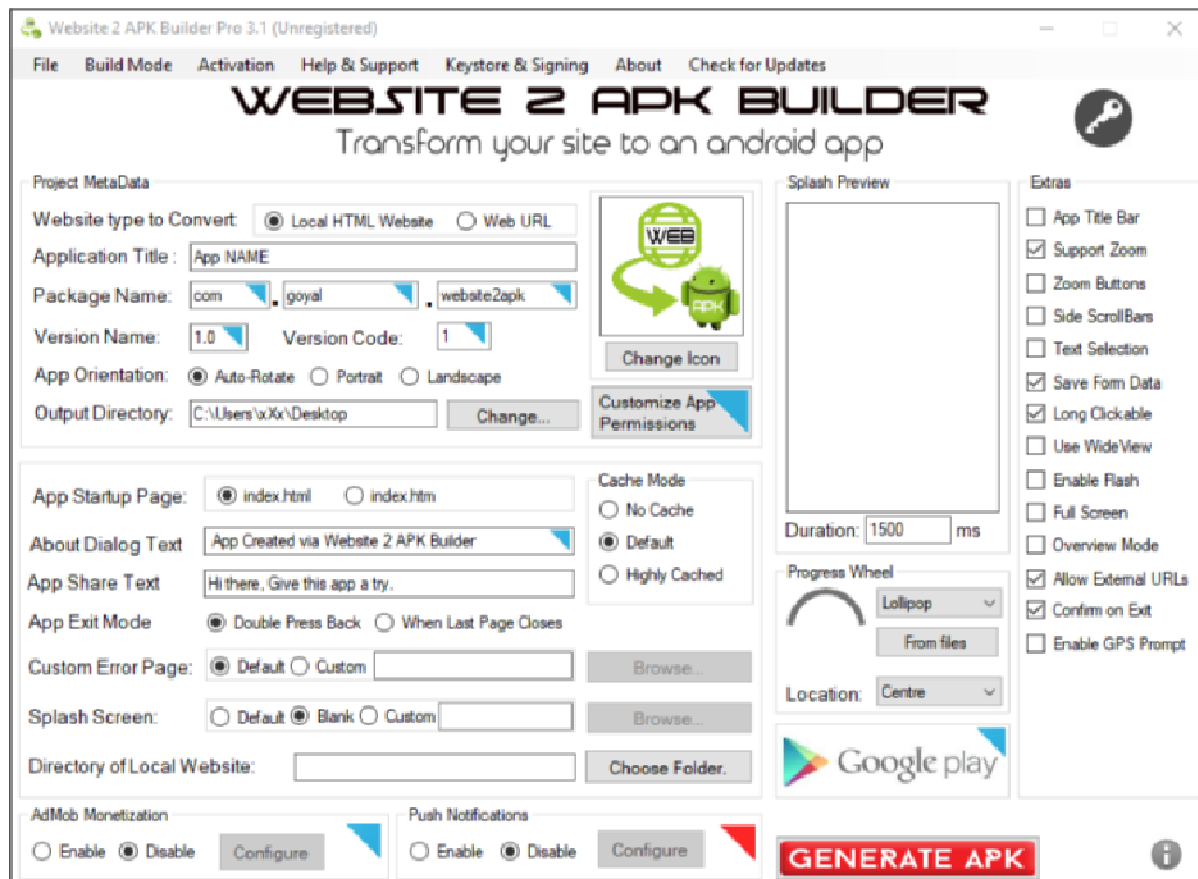 Website 2 APK Builder Pro 3.1 (Unregistered)
File Build Mode Activation Help & Support Keystore & Signing About Check for Updates
WEBSITE 2 APK BUILDER
Transform your site to an android app
Project MetaData
Website type to Convert: Local HTML Website Web URL
Application Title : App NAME
Package Name: com . goyal . website2apk
Version Name: 1.0 Version Code: 1
App Orientation: Auto-Rotate Portrait Landscape
Output Directory: C:\Users\xXx\Desktop Change...
WEB
APK
Change Icon
Customize App
Permissions
App Startup Page: index.html index.htm
About Dialog Text App Created via Website 2 APK Builder
App Share Text Hi there, Give this app a try.
App Exit Mode Double Press Back When Last Page Closes
Custom Error Page: Default Custom Browse...
Splash Screen: Default Blank Custom Browse...
Directory of Local Website: Choose Folder.
Cache Mode
No Cache
Default
Highly Cached
AdMob Monetization
Enable Disable Configure
Push Notifications
Enable Disable Configure
Splash Preview
Duration: 1500 ms
Progress Wheel
Lollipop
From files
Location: Centre
Google play
GENERATE APK
Extras
App Title Bar
Support Zoom
Zoom Buttons
Side ScrollBars
Text Selection
Save Form Data
Long Clickable
Use WideView
Enable Flash
Full Screen
Overview Mode
Allow External URLs
Confirm on Exit
Enable GPS Prompt